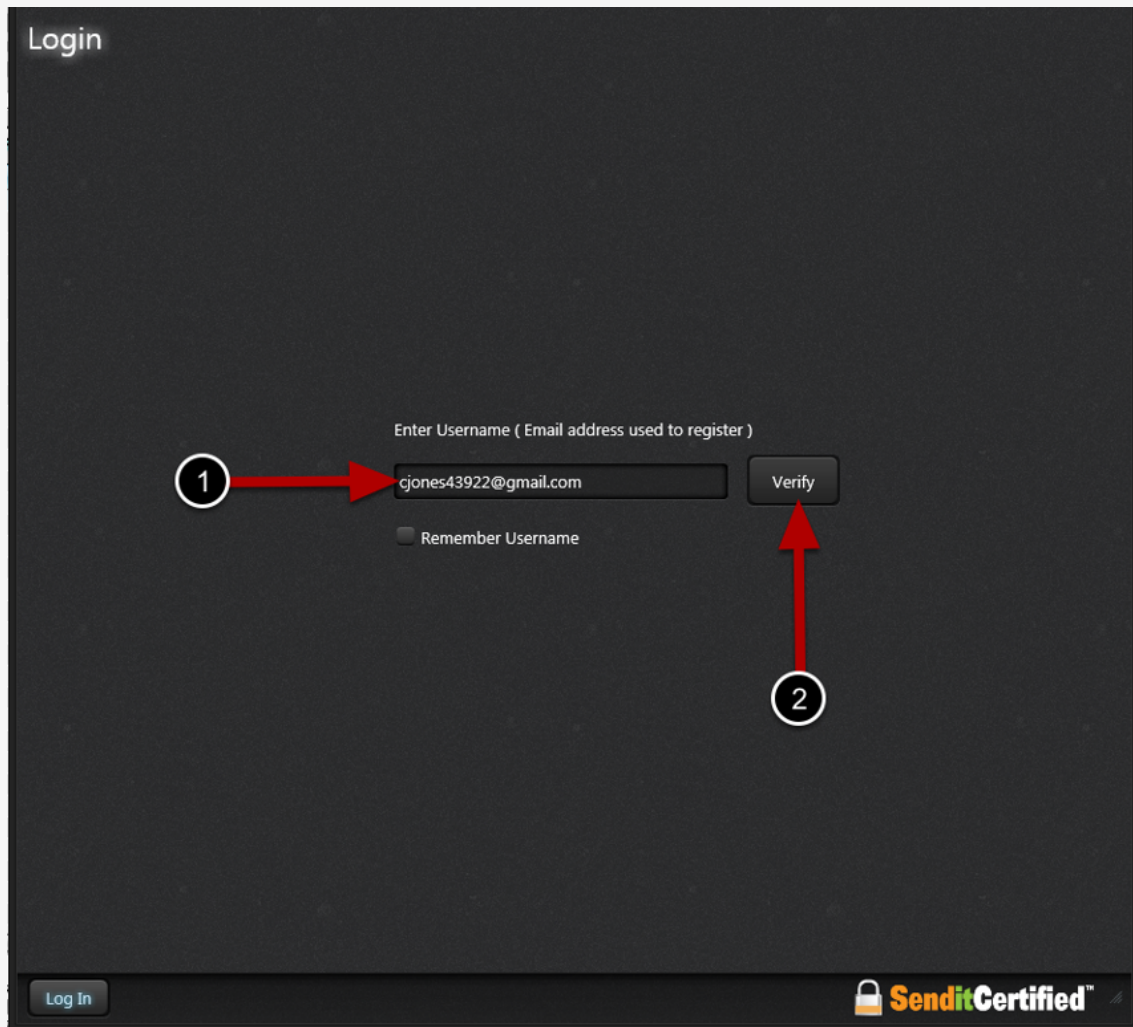 Login
Enter Username ( Email address used to register )
1
cjones43922@gmail.com
Verify
Remember Username
2
Log In
SenditCertified™